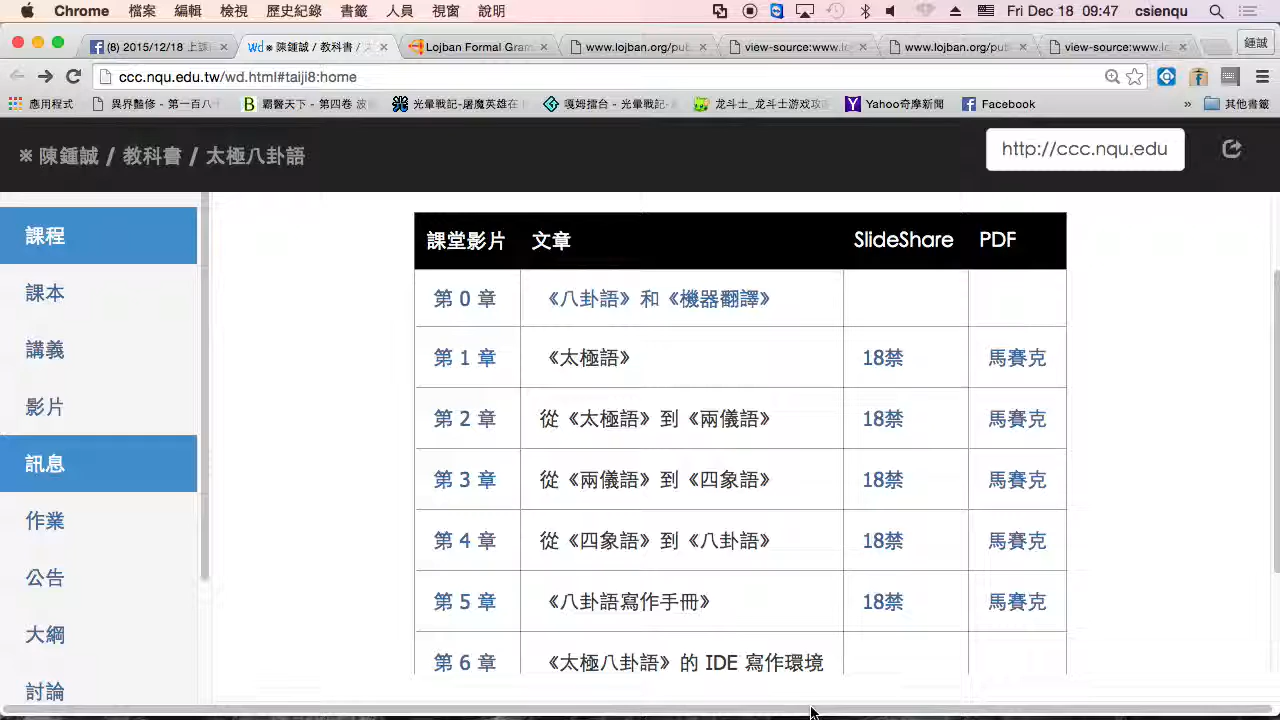 Chrome 檔案 編輯 檢視 歷史紀錄 書籤 人員 視窗 說明 Fri Dec 18 09:47 csienqu
(6) 2015/12/18 上課 Wd ※ 陳鍾誠 / 教科書 / 太 Lojban Formal Gram www.lojban.org/pub view-source:www. www.lojban.org/pub view-source:www.lo 鍾誠
ccc.nqu.edu.tw/wd.html#taiji8:home
應用程式 異界醫修 - 第一百八十 霸醫天下 - 第四卷 光暈戰記-屠魔英雄在 嘎姆擂台 - 光暈戰記- 龙斗士_龙斗士游戏攻略 Yahoo奇摩新聞 Facebook » 其他書籤
※ 陳鍾誠 / 教科書 / 太極八卦語 http://ccc.nqu.edu
課程
課本
講義
影片
訊息
作業
公告
大綱
討論
課堂影片 文章 SlideShare PDF
第 0 章 《八卦語》和《機器翻譯》
第 1 章 《太極語》 18禁 馬賽克
第 2 章 從《太極語》到《兩儀語》 18禁 馬賽克
第 3 章 從《兩儀語》到《四象語》 18禁 馬賽克
第 4 章 從《四象語》到《八卦語》 18禁 馬賽克
第 5 章 《八卦語寫作手冊》 18禁 馬賽克
第 6 章 《太極八卦語》的 IDE 寫作環境